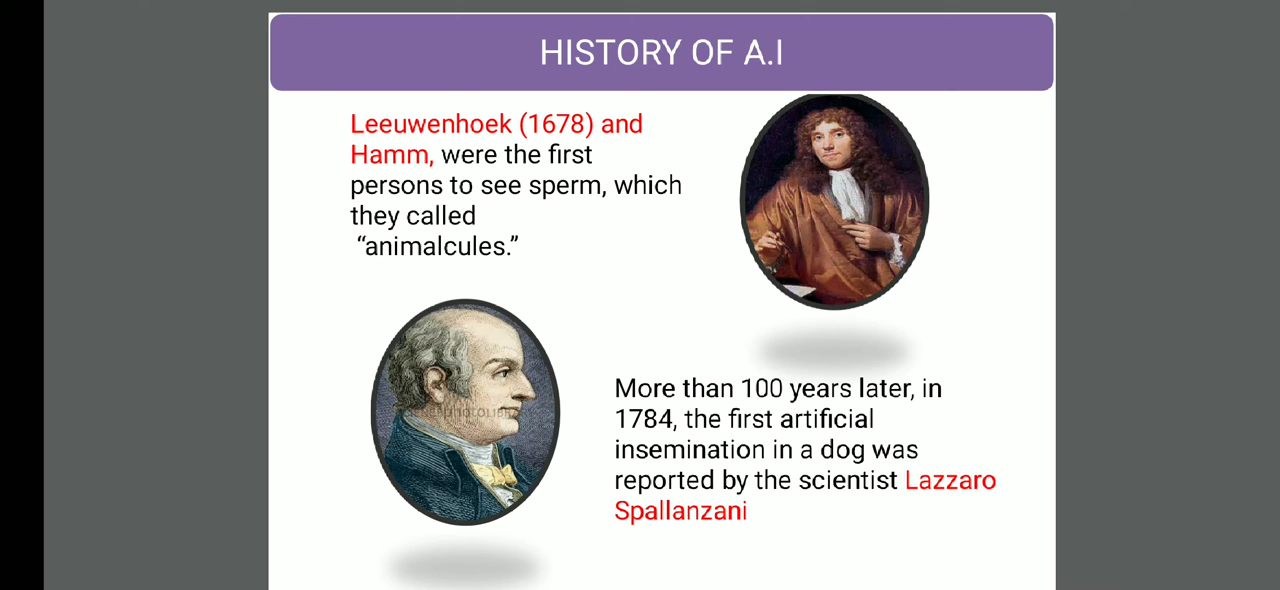 HISTORY OF A.I
Leeuwenhoek (1678) and
Hamm, were the first
persons to see sperm, which
they called
“animalcules.”
More than 100 years later, in
1784, the first artificial
insemination in a dog was
reported by the scientist Lazzaro
Spallanzani